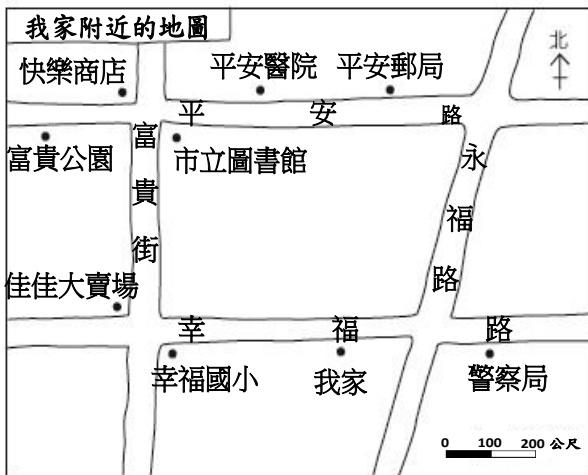 我家附近的地圖
北
快樂商店
平安醫院
平安郵局
平安路
富貴公園
富貴街
市立圖書館
永福路
佳佳大賣場
幸福路
幸福國小
我家
警察局
0 100 200 公尺